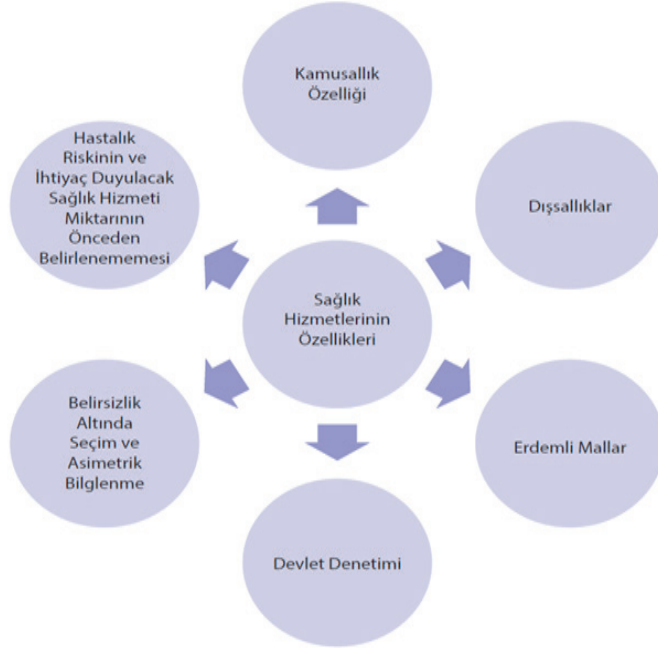 Kamusallık
Özelliği
Hastalık
Riskinin ve
İhtiyaç Duyulacak
Sağlık Hizmeti
Miktarının
Önceden
Belirlenememesi
Dışsallıklar
Sağlık
Hizmetlerinin
Özellikleri
Belirsizlik
Altında
Seçim ve
Asimetrik
Bilglenme
Erdemli Mallar
Devlet Denetimi